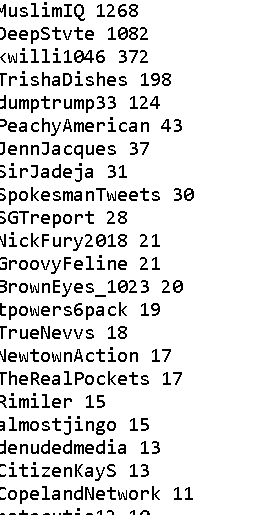 MuslimIQ 1268
DeepStvte 1082
kwilli1046 372
TrishaDishes 198
dumptrump33 124
PeachyAmerican 43
JennJacques 37
SirJadeja 31
SpokesmanTweets 30
SGTreport 28
NickFury2018 21
GroovyFeline 21
BrownEyes_1023 20
tpowers6pack 19
TrueNevvs 18
NewtownAction 17
TheRealPockets 17
Rimiler 15
almostjingo 15
denudedmedia 13
CitizenKayS 13
CopelandNetwork 11